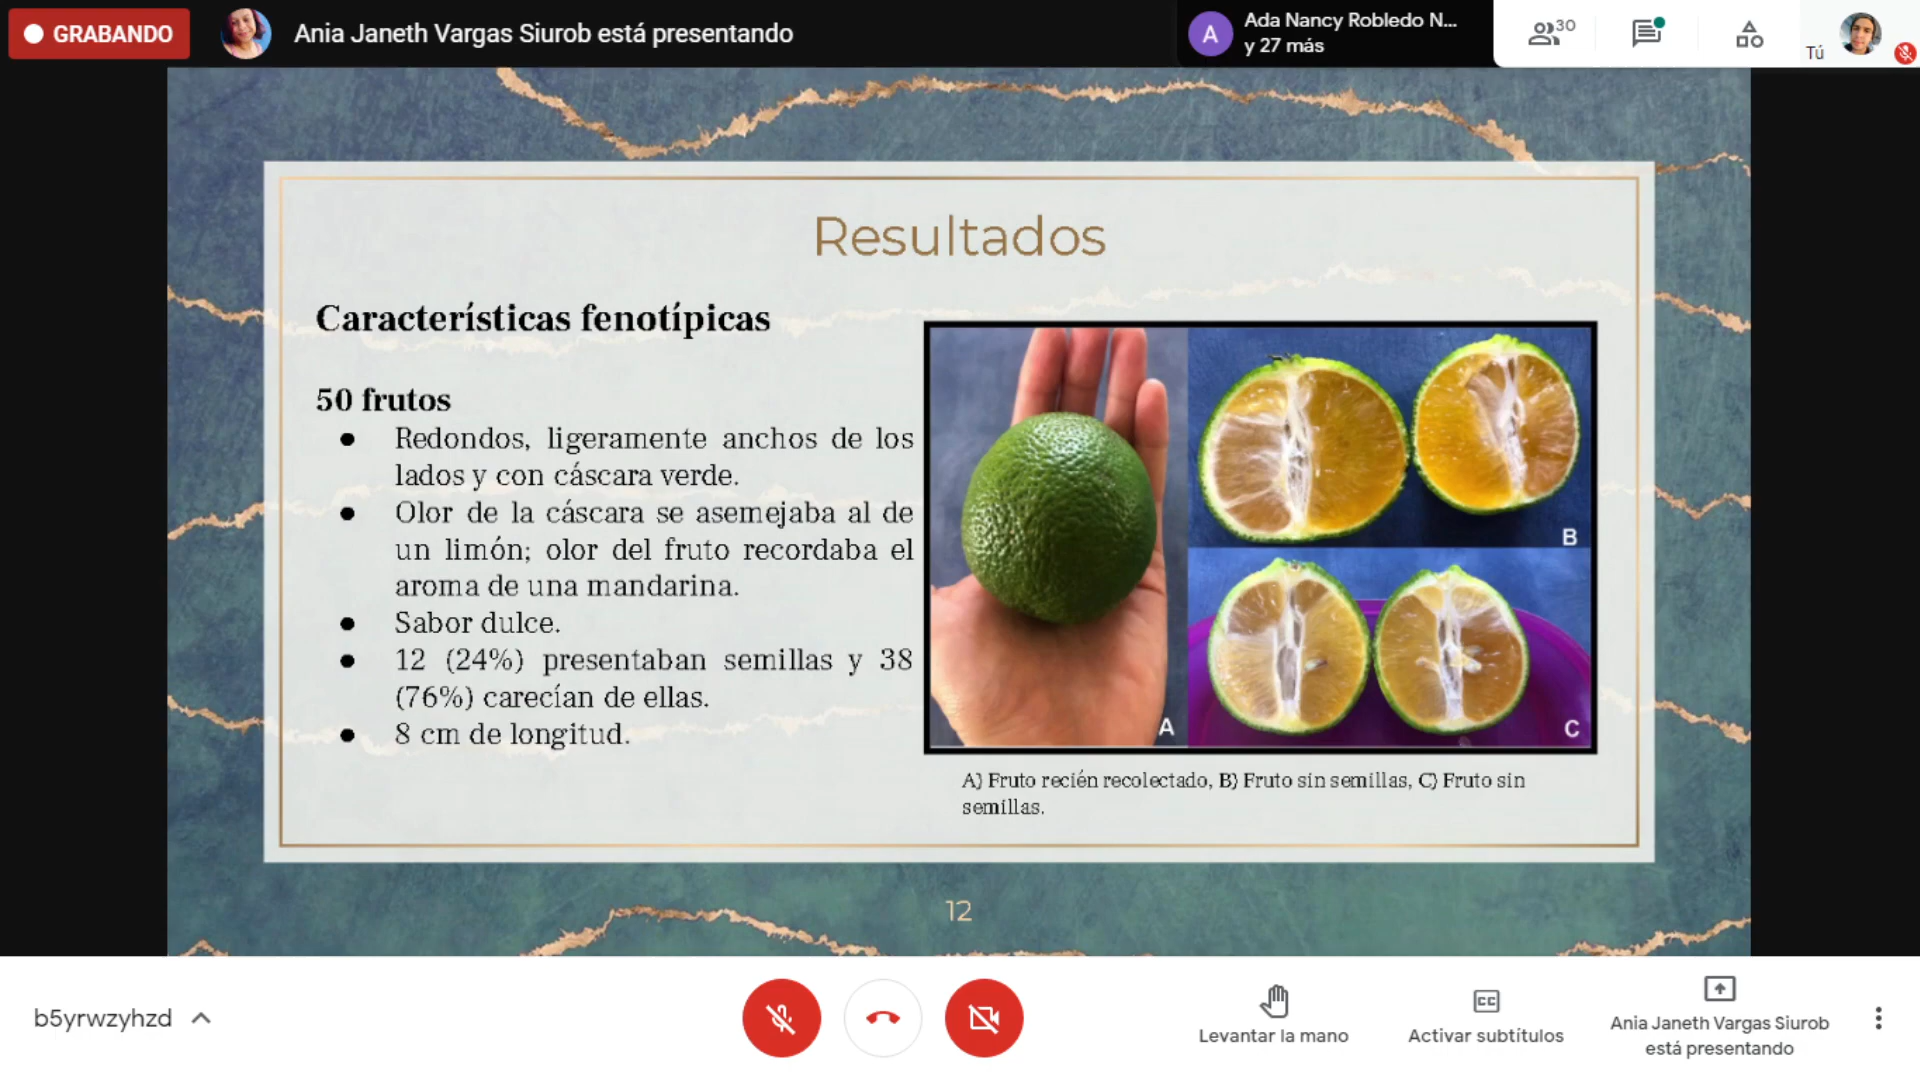 GRABANDO
Ania Janeth Vargas Siurob está presentando
A
Ada Nancy Robledo N...
y 27 más
30
Tú
Resultados
Características fenotípicas
50 frutos
● Redondos, ligeramente anchos de los
lados y con cáscara verde.
● Olor de la cáscara se asemejaba al de
un limón; olor del fruto recordaba el
aroma de una mandarina.
● Sabor dulce.
● 12 (24%) presentaban semillas y 38
(76%) carecían de ellas.
● 8 cm de longitud.
A
B
C
A) Fruto recién recolectado, B) Fruto sin semillas, C) Fruto sin
semillas.
12
b5yrwzyhzd
Levantar la mano
CC
Activar subtítulos
Ania Janeth Vargas Siurob
está presentando